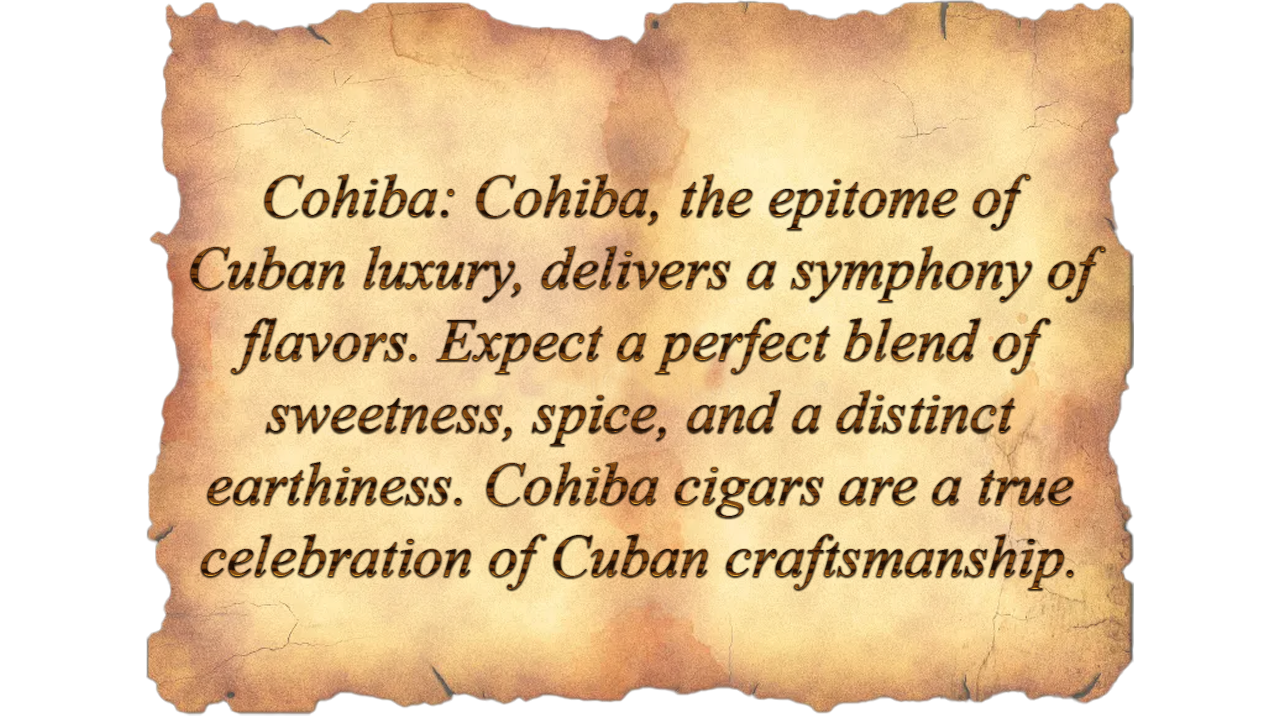 Cohiba: Cohiba, the epitome of
Cuban luxury, delivers a symphony of
flavors. Expect a perfect blend of
sweetness, spice, and a distinct
earthiness. Cohiba cigars are a true
celebration of Cuban craftsmanship.